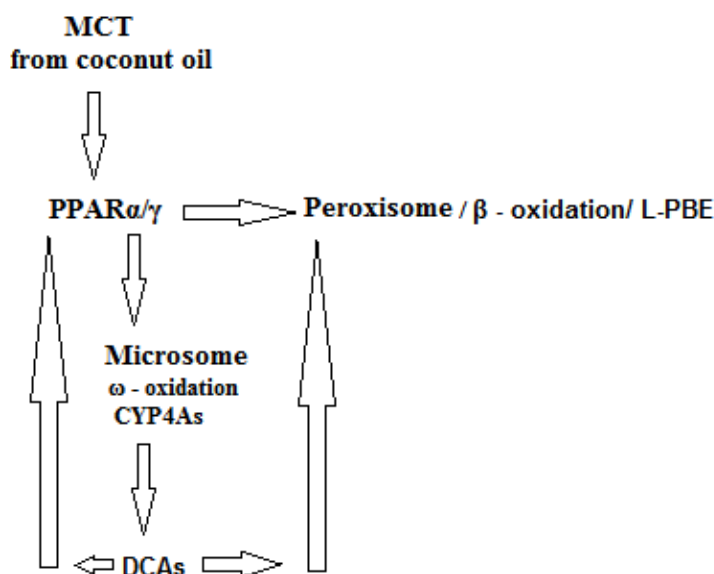 MCT
from coconut oil
PPARα/γ
Peroxisome / β - oxidation/ L-PBE
Microsome
ω - oxidation
CYP4As
DCAs